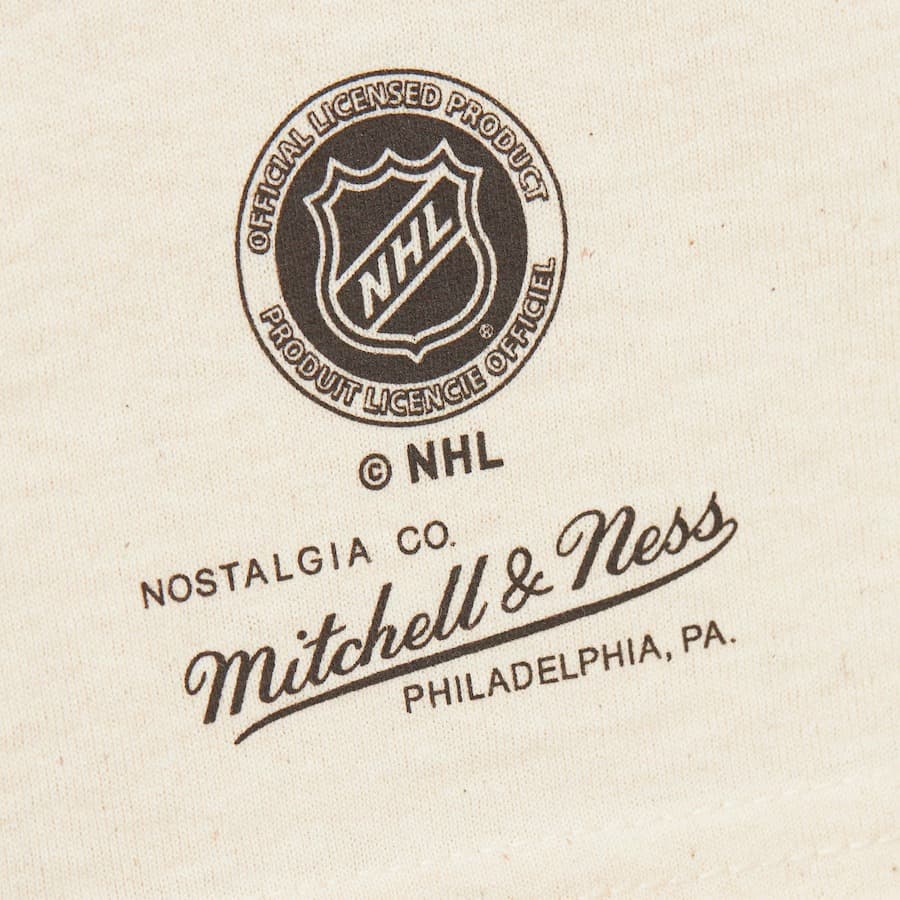 OFFICIAL LICENSED PRODUCT
NHL
®
PRODUIT LICENCIE OFFICIEL
© NHL
NOSTALGIA CO.
Mitchell & Ness
PHILADELPHIA, PA.